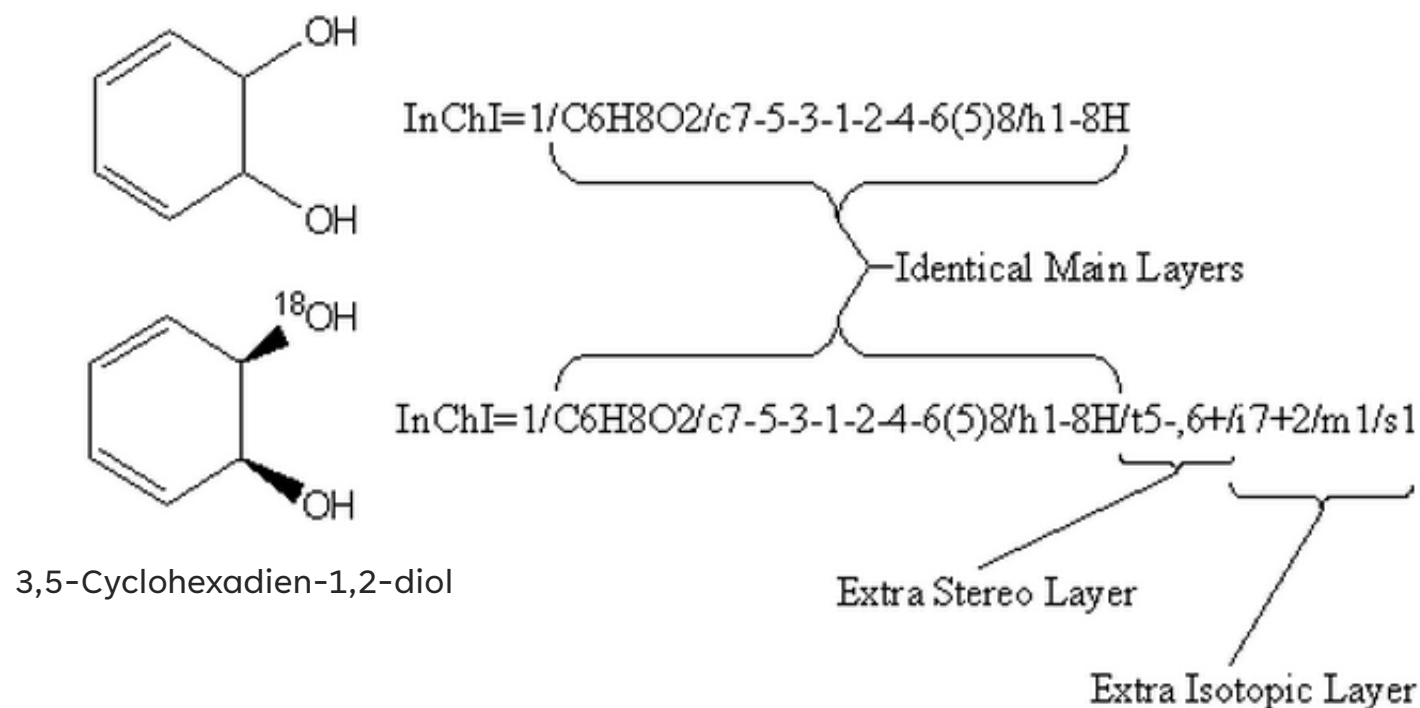 OH
InChI=1/C6H8O2/c7-5-3-1-2-4-6(5)8/h1-8H
OH
Identical Main Layers
18OH
InChI=1/C6H8O2/c7-5-3-1-2-4-6(5)8/h1-8H/t5-,6+/i7+2/m1/s1
OH
3,5-Cyclohexadien-1,2-diol
Extra Stereo Layer
Extra Isotopic Layer